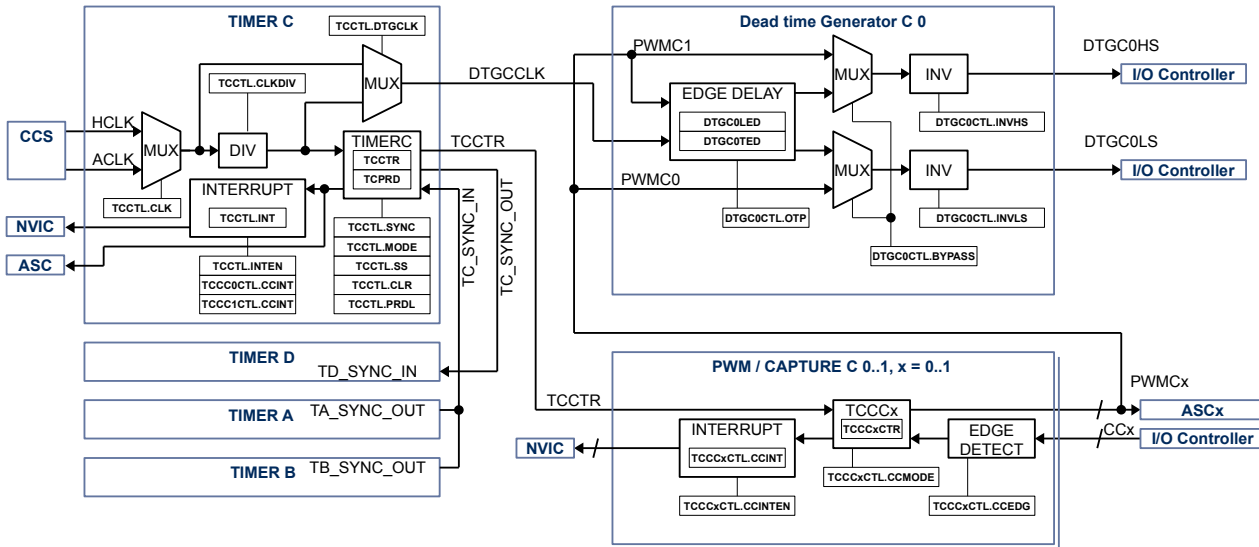 TIMER C
TCCTL.DTGCLK
TCCTL.CLKDIV
MUX
DTGCCLK
CCS
HCLK
ACLK
MUX
DIV
TIMERC
TCCTR
TCPRD
TCCTR
TCCTL.CLK
INTERRUPT
TCCTL.INT
NVIC
ASC
TCCTL.INTEN
TCCC0CTL.CCINT
TCCC1CTL.CCINT
TCCTL.SYNC
TCCTL.MODE
TCCTL.SS
TCCTL.CLR
TCCTL.PRDL
TC_SYNC_IN
TC_SYNC_OUT
TIMER D
TD_SYNC_IN
TIMER A
TA_SYNC_OUT
TIMER B
TB_SYNC_OUT
Dead time Generator C 0
PWMC1
MUX
INV
DTGC0HS
I/O Controller
EDGE DELAY
DTGC0LED
DTGC0TED
DTGC0CTL.INVHS
PWMC0
MUX
INV
DTGC0LS
I/O Controller
DTGC0CTL.OTP
DTGC0CTL.INVLS
DTGC0CTL.BYPASS
PWM / CAPTURE C 0..1, x = 0..1
TCCTR
TCCCx
TCCCxCTR
PWMCx
ASCx
CCx
I/O Controller
EDGE
DETECT
INTERRUPT
TCCCxCTL.CCINT
NVIC
TCCCxCTL.CCMODE
TCCCxCTL.CCINTEN
TCCCxCTL.CCEDG